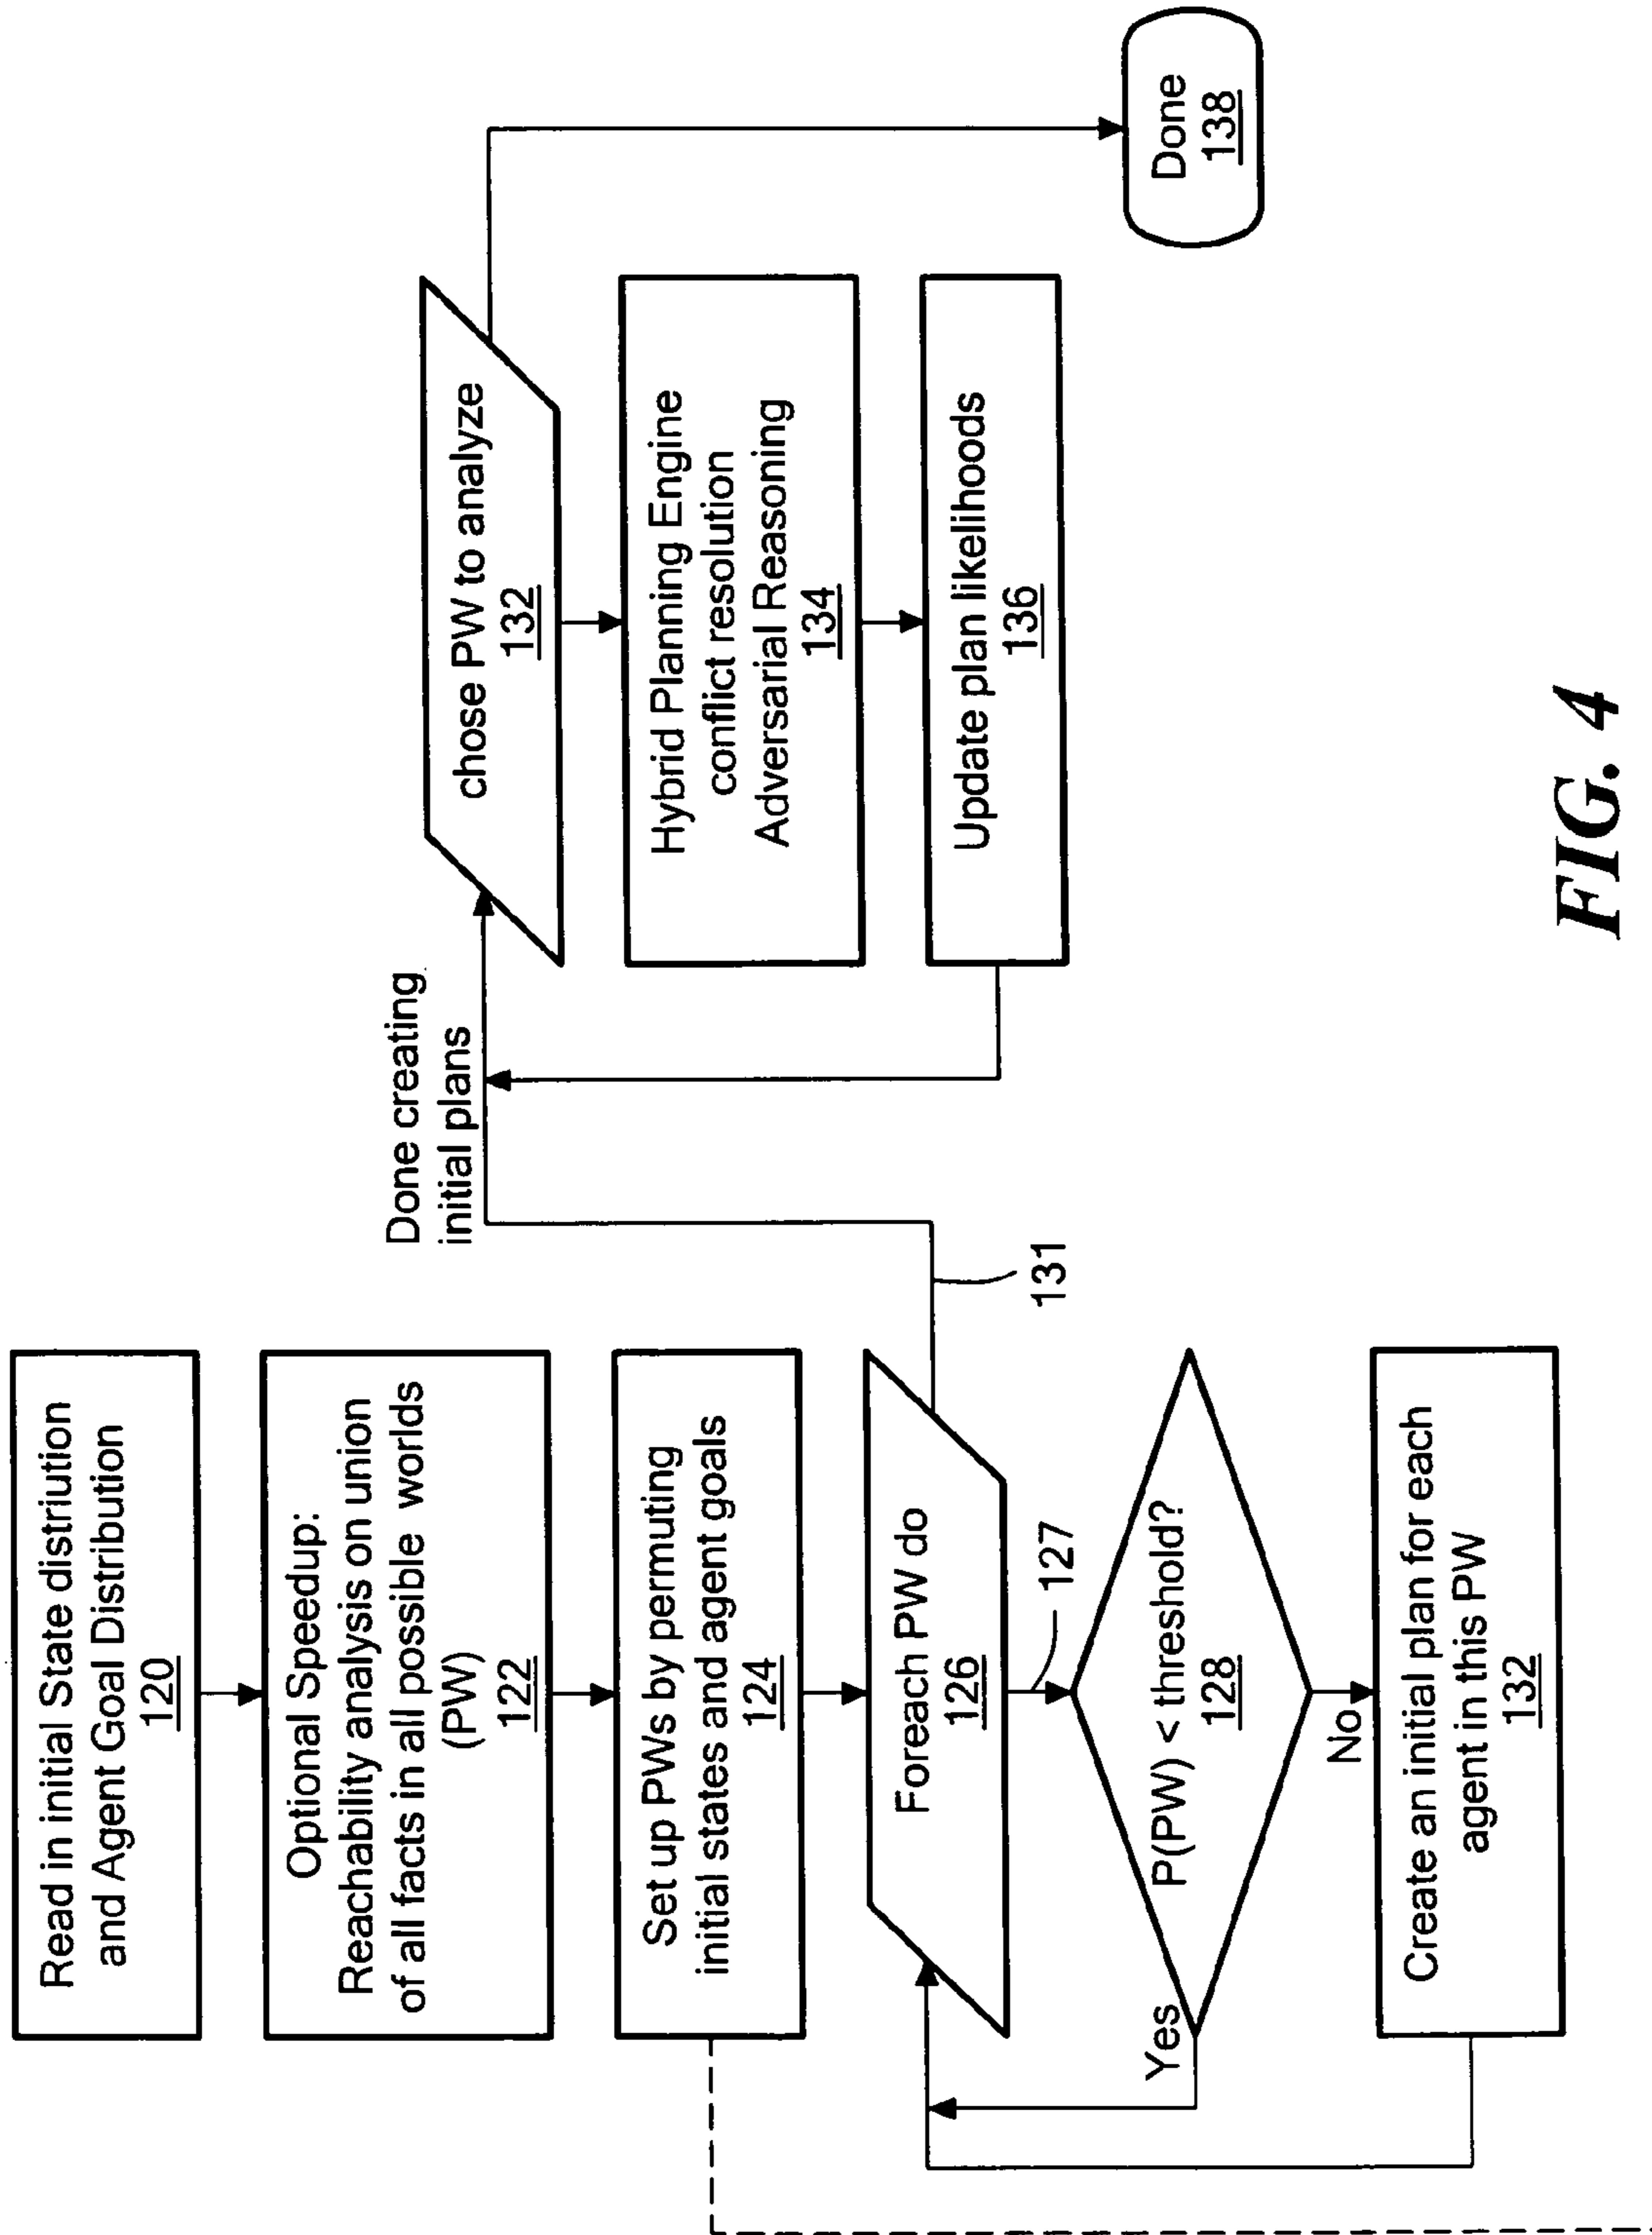 Read in initial State distriution
and Agent Goal Distribution
120
Optional Speedup:
Reachability analysis on union
of all facts in all possible worlds
(PW)
122
Set up PWs by permuting
initial states and agent goals
124
Foreach PW do
126
127
P(PW) < threshold?
128
Yes
No
Create an initial plan for each
agent in this PW
132
131
Done creating
initial plans
chose PW to analyze
132
Hybrid Planning Engine
conflict resolution
Adversarial Reasoning
134
Update plan likelihoods
136
Done
138
FIG. 4